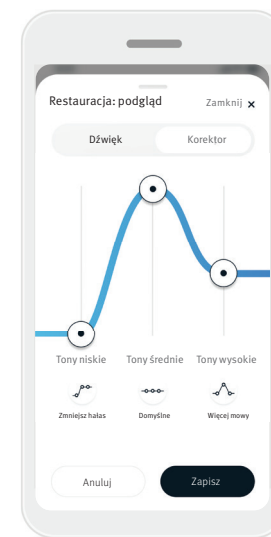 Restauracja: podgląd Zamknij ×
Dźwięk Korektor
Tony niskie Tony średnie Tony wysokie
Zmniejsz hałas Domyślne Więcej mowy
Anuluj Zapisz